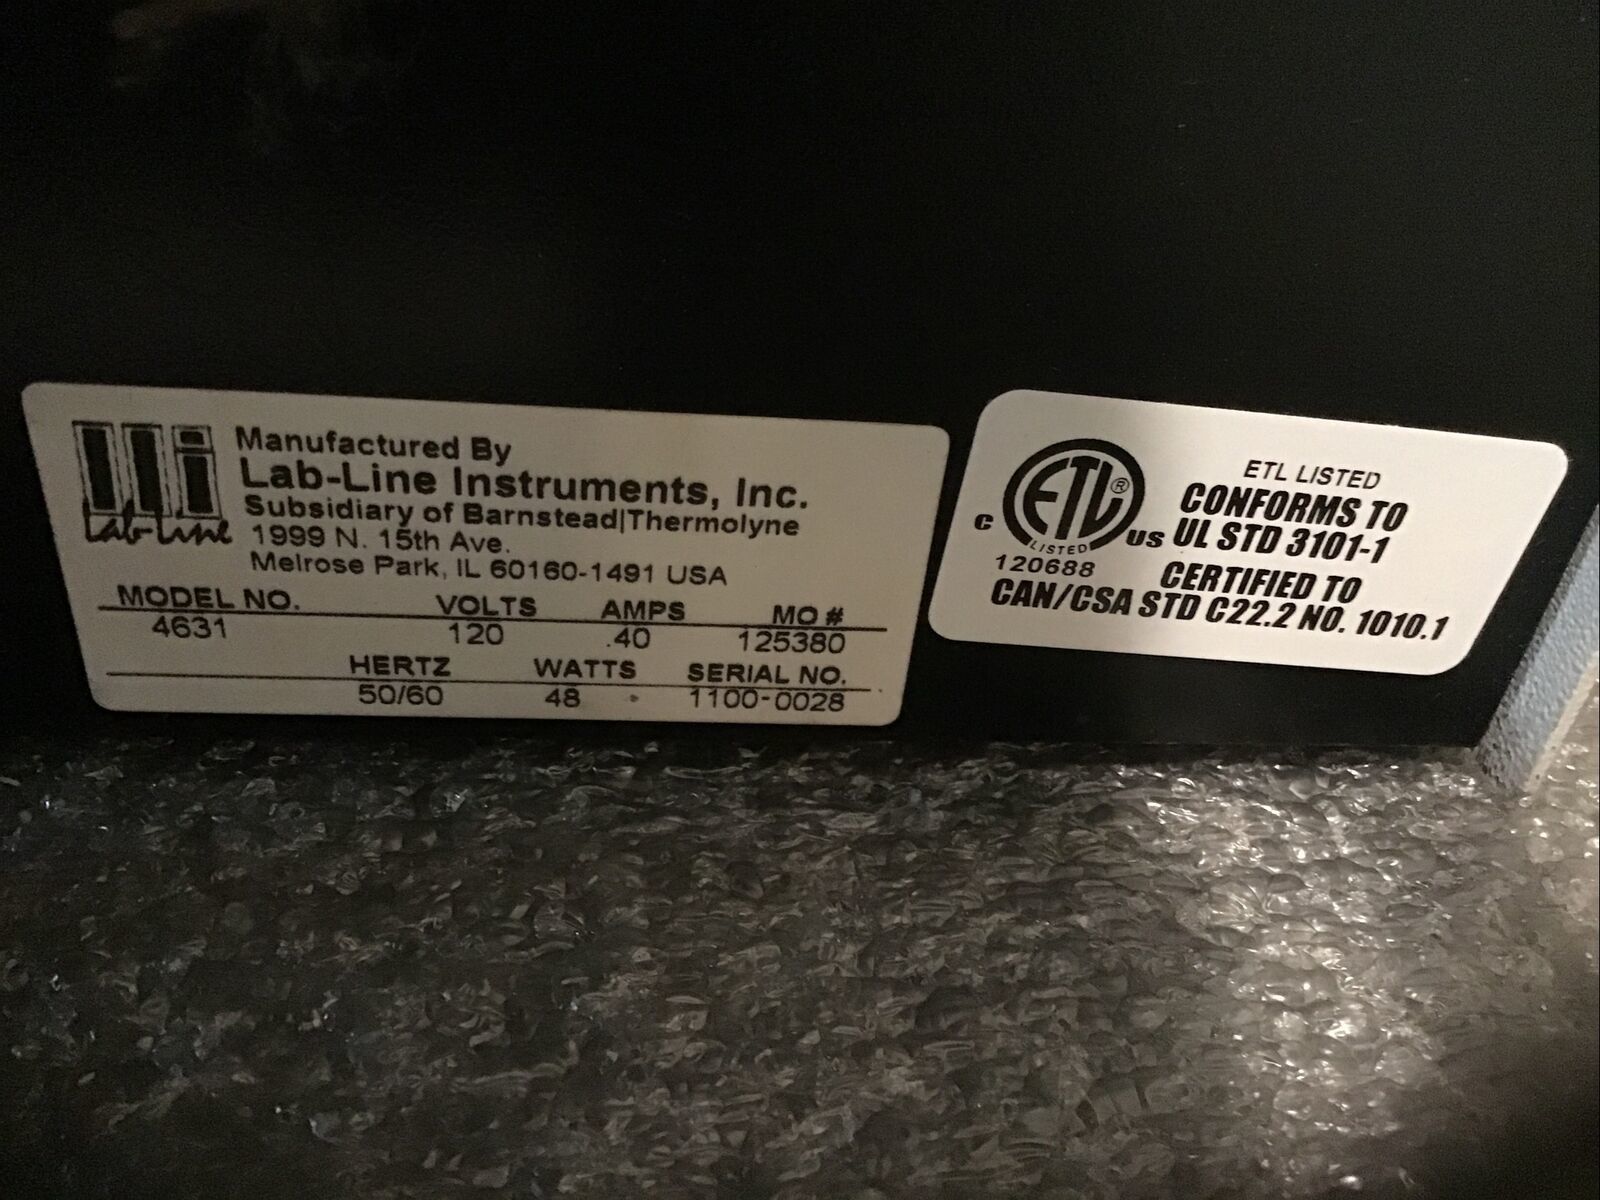 Lab-Line
Manufactured By
Lab-Line Instruments, Inc.
Subsidiary of Barnstead|Thermolyne
1999 N. 15th Ave.
Melrose Park, IL 60160-1491 USA
MODEL NO. VOLTS AMPS MO #
4631 120 .40 125380
HERTZ WATTS SERIAL NO.
50/60 48 1100-0028
C ETL ® US
LISTED
120688
ETL LISTED
CONFORMS TO
UL STD 3101-1
CERTIFIED TO
CAN/CSA STD C22.2 NO. 1010.1